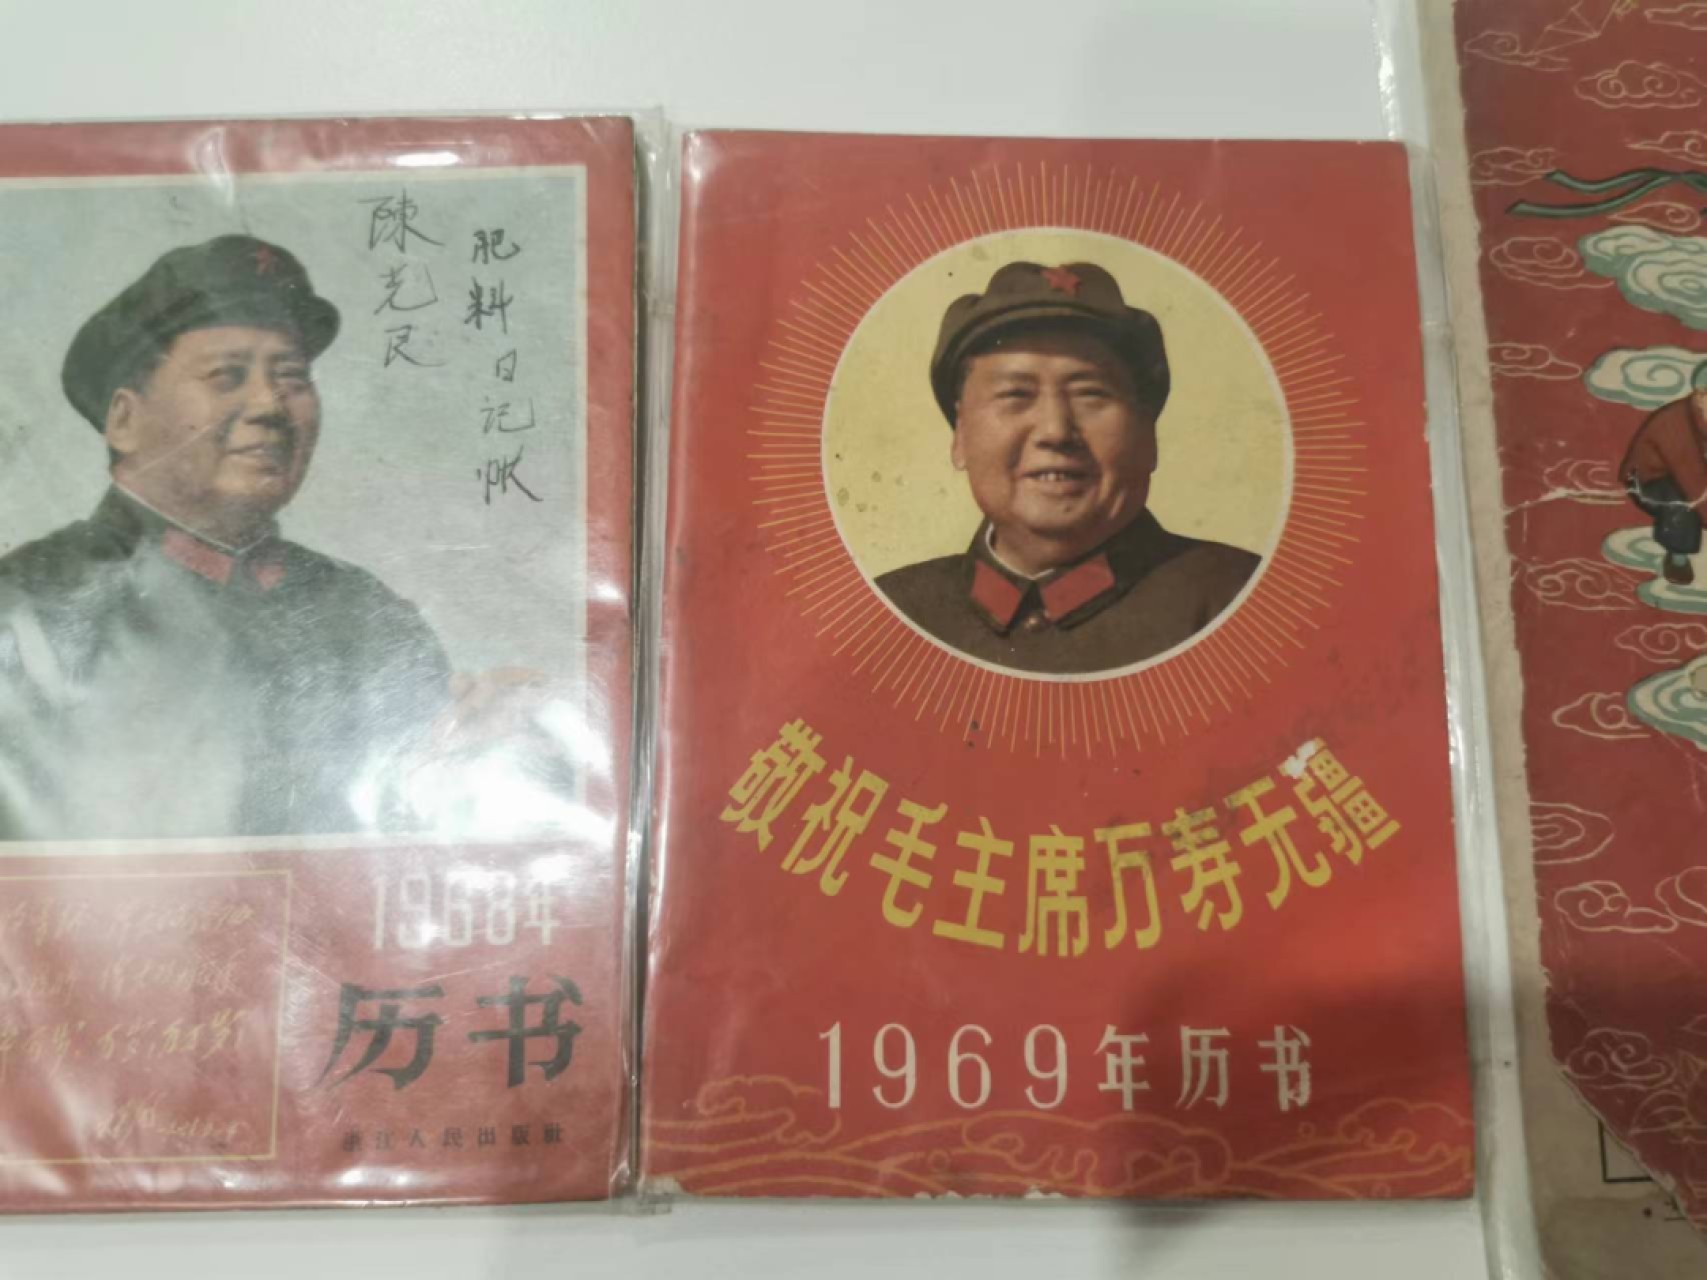 陳光民
肥料日记帐
1968年
历书
浙江人民出版社
敬祝毛主席万寿无疆
1969年历书